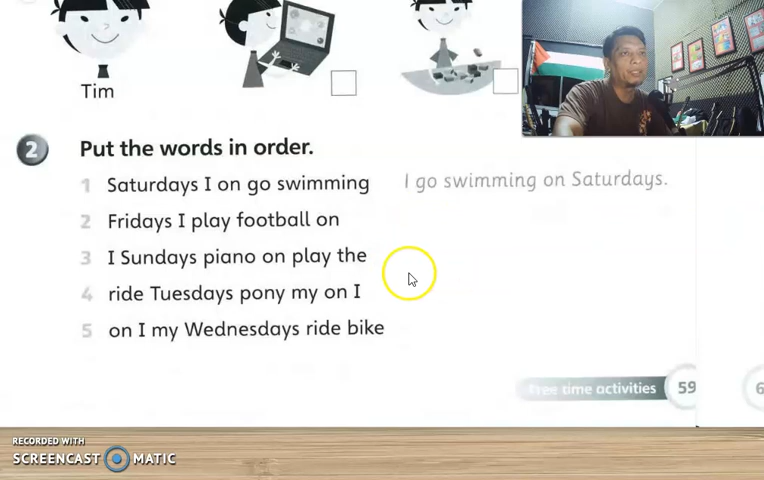 Tim
2 Put the words in order.
1 Saturdays I on go swimming I go swimming on Saturdays.
2 Fridays I play football on
3 I Sundays piano on play the
4 ride Tuesdays pony my on I
5 on I my Wednesdays ride bike
Free time activities 59 6
RECORDED WITH
SCREENCAST MATIC